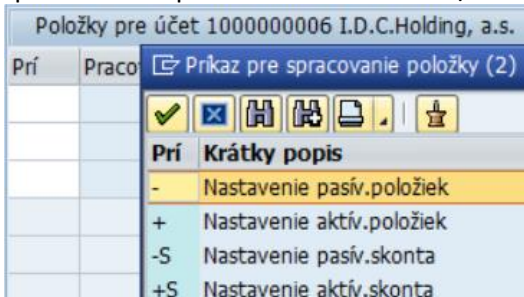 Položky pre účet 1000000006 I.D.C.Holding, a.s.
Prí
Príkaz pre spracovanie položky (2)
Prí Krátky popis
- Nastavenie pasív.položiek
+ Nastavenie aktív.položiek
-S Nastavenie pasív.skonta
+S Nastavenie aktív.skonta